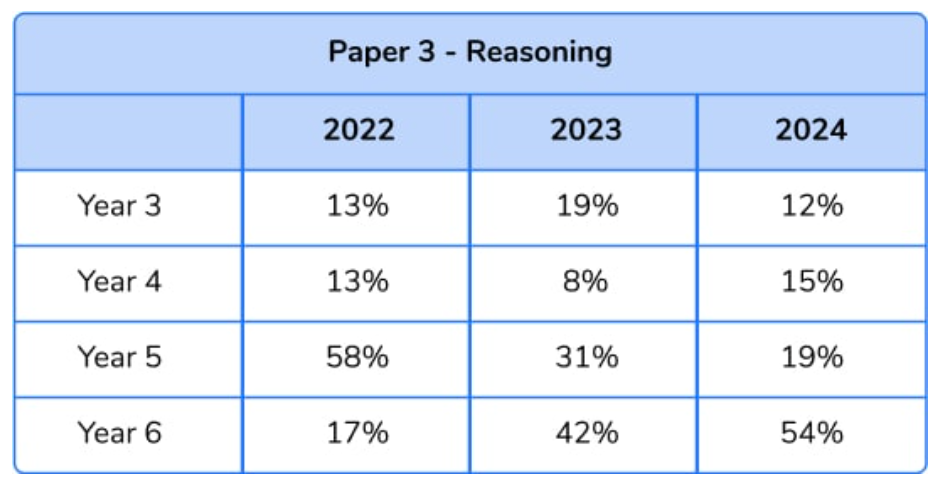 Paper 3 - Reasoning
2022 2023 2024
Year 3 13% 19% 12%
Year 4 13% 8% 15%
Year 5 58% 31% 19%
Year 6 17% 42% 54%